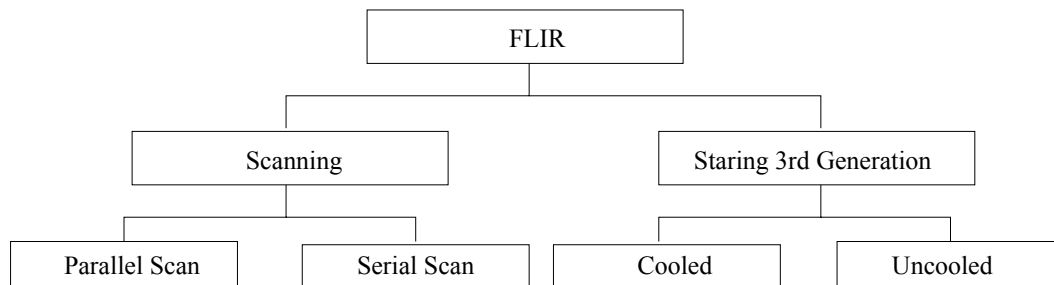 FLIR
Scanning
Staring 3rd Generation
Parallel Scan
Serial Scan
Cooled
Uncooled